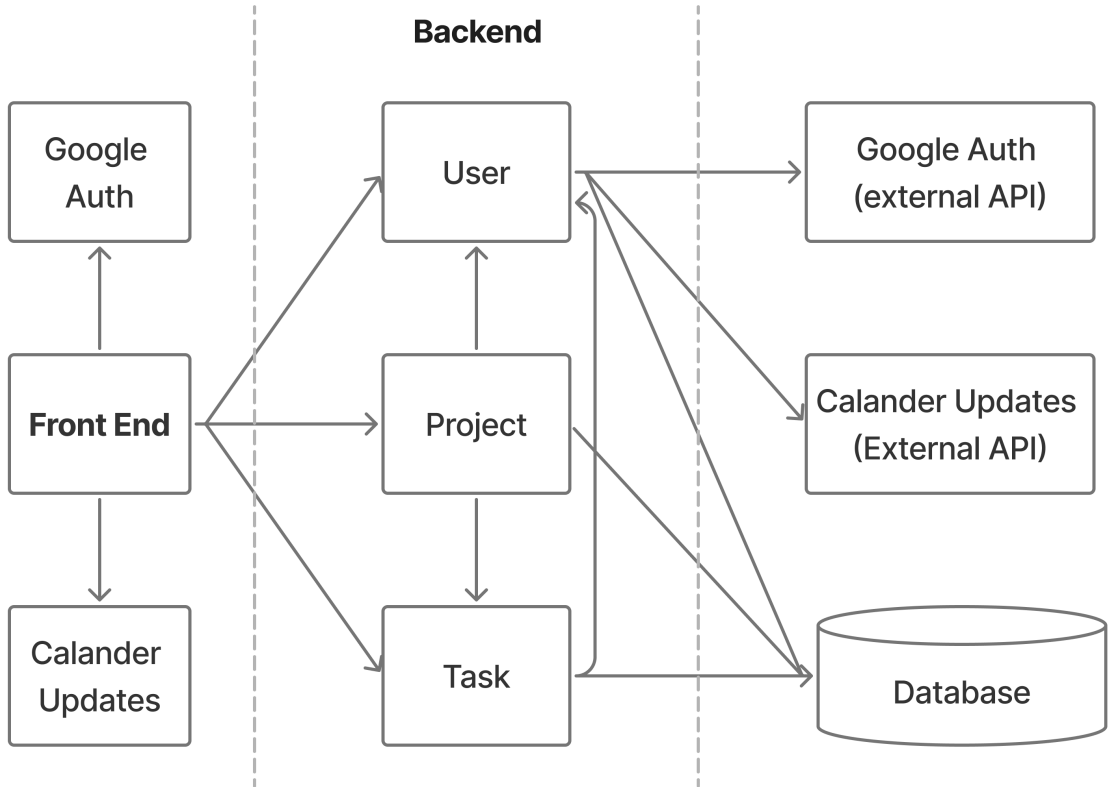 Backend
Google
Auth
User
Google Auth
(external API)
Front End
Project
Calander Updates
(External API)
Calander
Updates
Task
Database